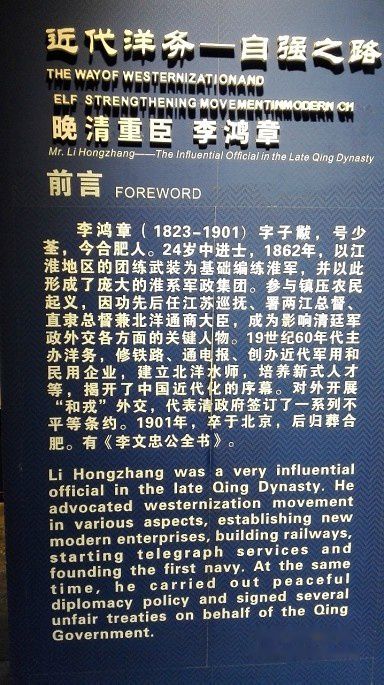 近代洋务—自强之路
THE WAY OF WESTERNIZATION AND
ELF STRENGTHENING MOVEMENT IN MODERN CH
晚清重臣 李鸿章
Mr. Li Hongzhang——The Influential Official in the Late Qing Dynasty
前言 FOREWORD
李鸿章（1823-1901）字子黻，号少
荃，今合肥人。24岁中进士，1862年，以江
淮地区的团练武装为基础编练淮军，并以此
形成了庞大的淮系军政集团。参与镇压农民
起义，因功先后任江苏巡抚、署两江总督、
直隶总督兼北洋通商大臣，成为影响清廷军
政外交各方面的关键人物。19世纪60年代主
办洋务，修铁路、通电报、创办近代军用和
民用企业，建立北洋水师，培养新式人才
等，揭开了中国近代化的序幕。对外开展
“和戎”外交，代表清政府签订了一系列不
平等条约。1901年，卒于北京，后归葬合
肥。有《李文忠公全书》。
Li Hongzhang was a very influential
official in the late Qing Dynasty. He
advocated westernization movement
in various aspects, establishing new
modern enterprises, building railways,
starting telegraph services and
founding the first navy. At the same
time, he carried out peaceful
diplomacy policy and signed several
unfair treaties on behalf of the Qing
Government.